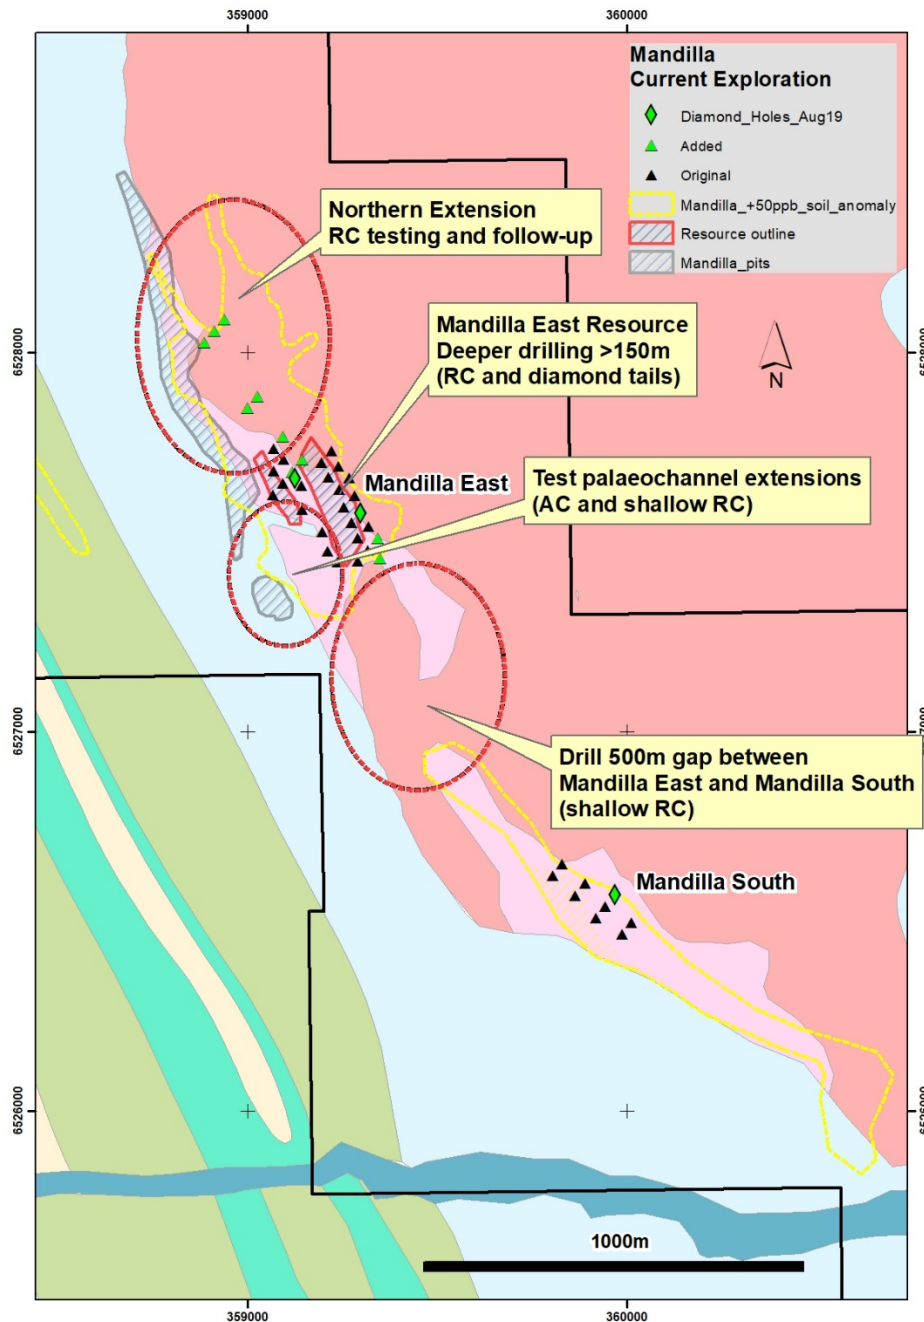 359000
360000
Mandilla
Current Exploration
Diamond_Holes_Aug19
Added
Original
Mandilla_+50ppb_soil_anomaly
Resource outline
Mandilla_pits
Northern Extension
RC testing and follow-up
Mandilla East Resource
Deeper drilling >150m
(RC and diamond tails)
6528000
N
Mandilla East
Test palaeochannel extensions
(AC and shallow RC)
6527000
Drill 500m gap between
Mandilla East and Mandilla South
(shallow RC)
Mandilla South
6526000
6526000
1000m
359000
360000